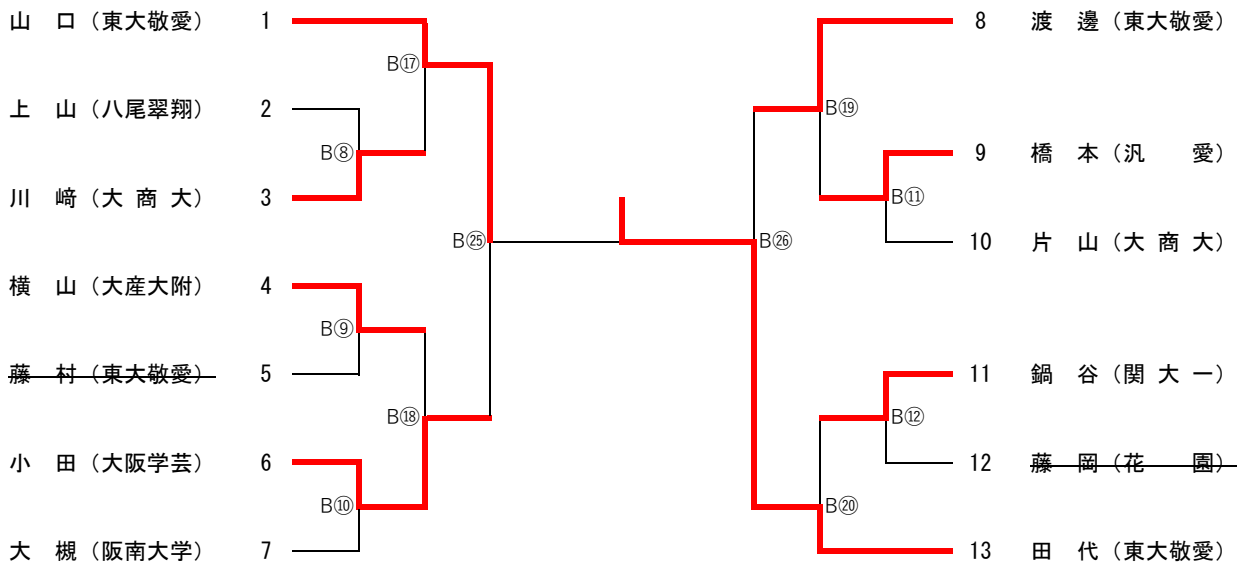 山　口（東大敬愛）　1
B⑰
上　山（八尾翠翔）　2
B⑧
川　﨑（大 商 大）　3
B㉕
横　山（大産大附）　4
B⑨
藤　村（東大敬愛）　5
B⑱
小　田（大阪学芸）　6
B⑩
大　槻（阪南大学）　7
8　渡　邊（東大敬愛）
B⑲
9　橋　本（汎　　愛）
B⑪
10　片　山（大 商 大）
B㉖
11　鍋　谷（関 大 一）
B⑫
12　藤　岡（花　　園）
B⑳
13　田　代（東大敬愛）